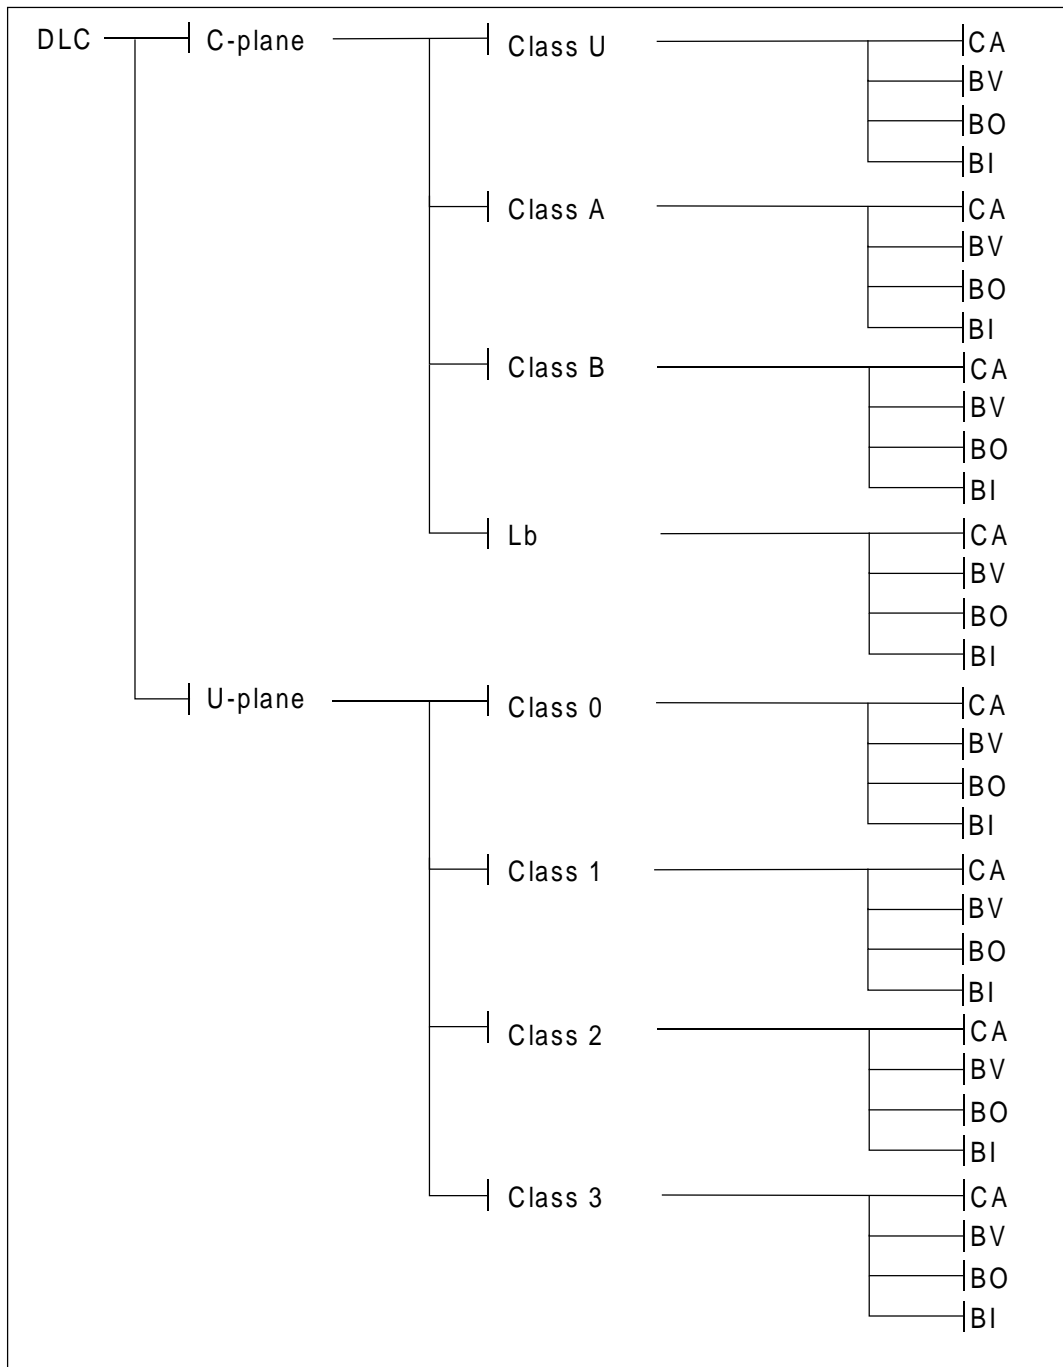 DLC C-plane Class U CA
BV
BO
BI
Class A CA
BV
BO
BI
Class B CA
BV
BO
BI
Lb CA
BV
BO
BI
U-plane Class 0 CA
BV
BO
BI
Class 1 CA
BV
BO
BI
Class 2 CA
BV
BO
BI
Class 3 CA
BV
BO
BI